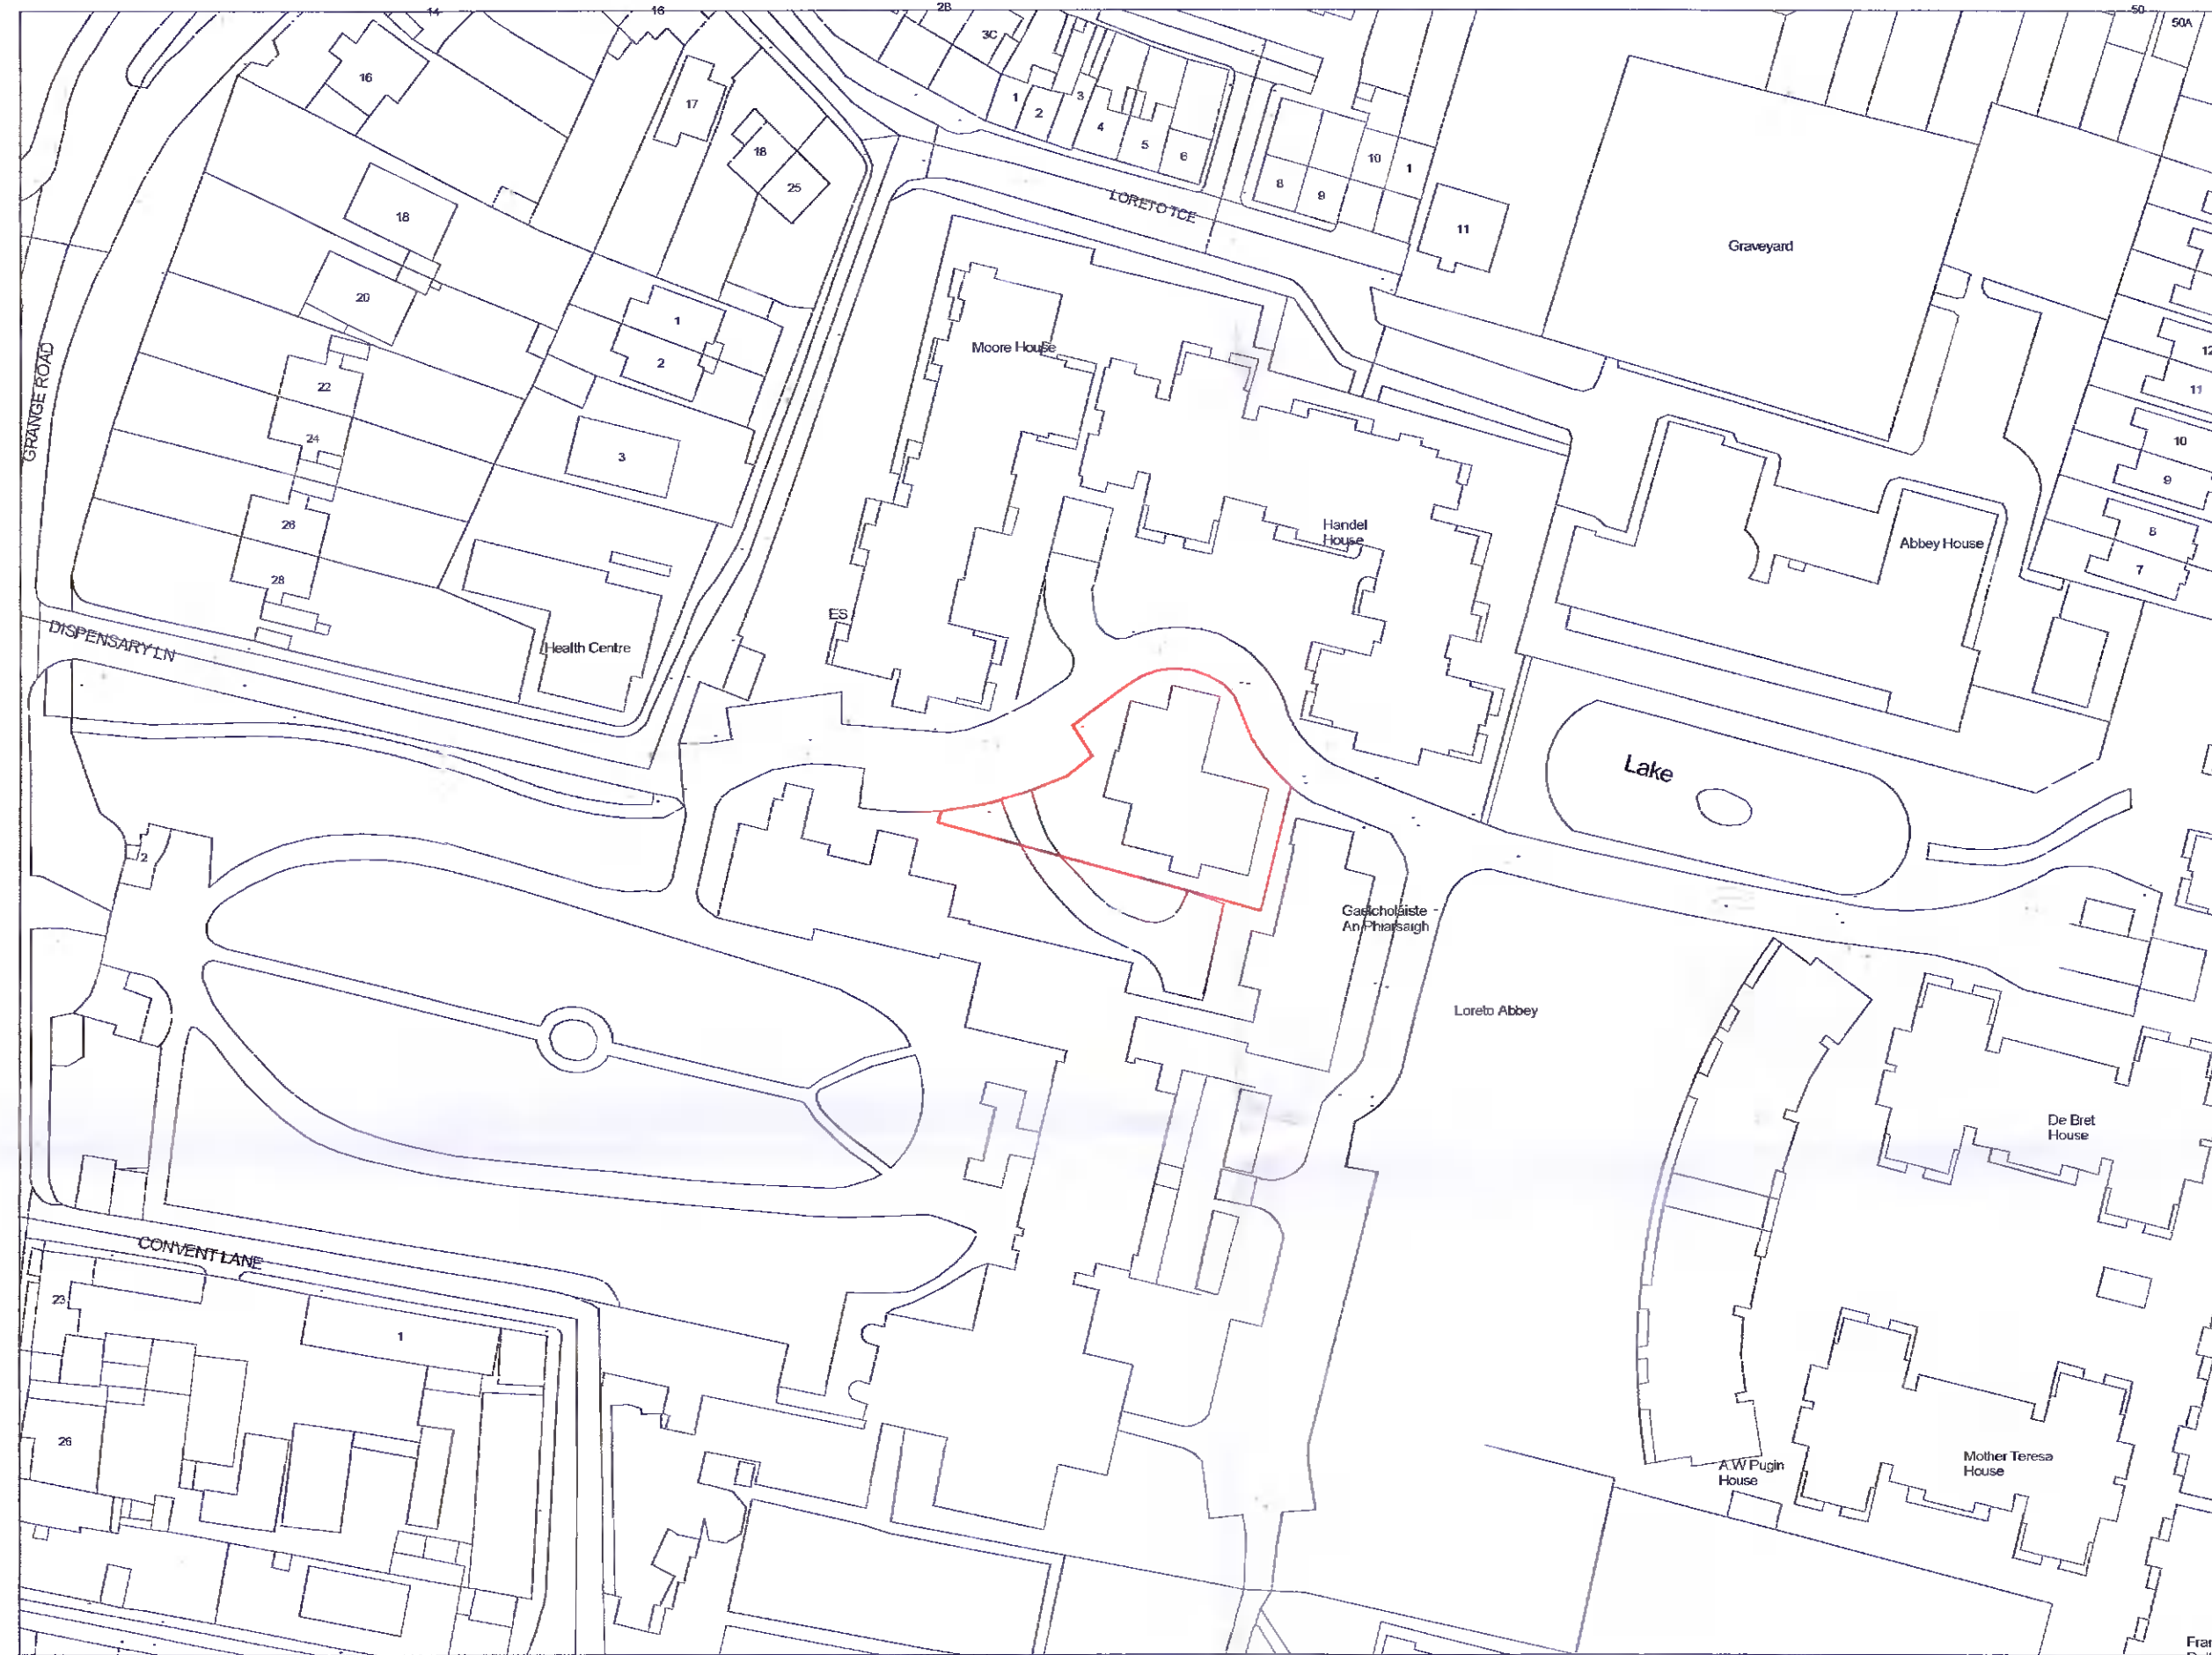 14
16
28
50
50A
3C
16
17
1
2
3
4
5
6
18
25
10
1
8
9
18
LORETO TCE
11
Graveyard
20
1
Moore House
2
12
GRANGE ROAD
22
11
24
3
10
9
26
Handel
House
8
Abbey House
7
28
ES
DISPENSARY LN
Health Centre
Lake
2
Gaelcholáiste
An Phiarsaigh
Loreto Abbey
De Bret
House
CONVENT LANE
23
1
26
A.W Pugin
House
Mother Teresa
House
Fran